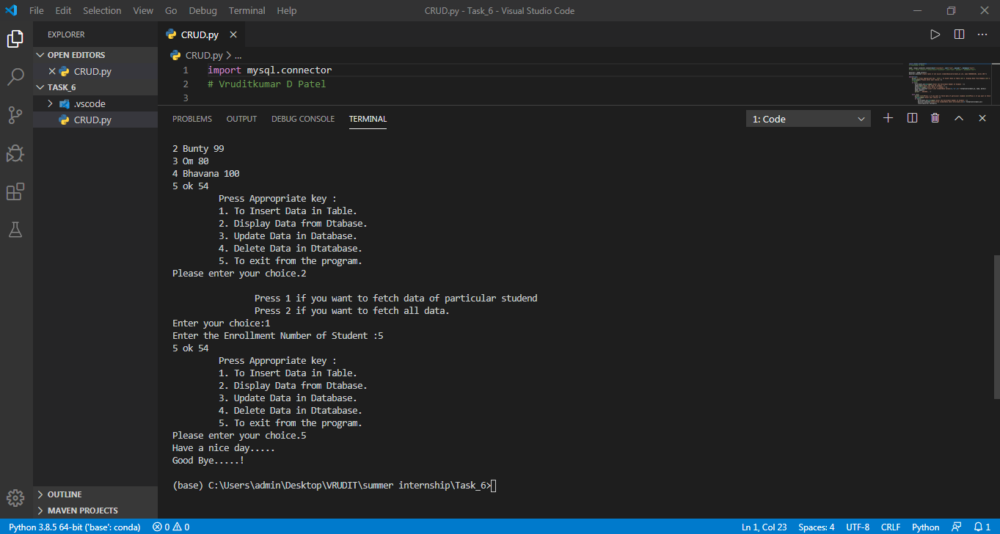 File Edit Selection View Go Debug Terminal Help CRUD.py - Task_6 - Visual Studio Code
EXPLORER
OPEN EDITORS
CRUD.py
TASK_6
.vscode
CRUD.py
OUTLINE
MAVEN PROJECTS
CRUD.py
CRUD.py > ...
1 import mysql.connector
2 # Vruditkumar D Patel
3
PROBLEMS OUTPUT DEBUG CONSOLE TERMINAL 1: Code
2 Bunty 99
3 Om 80
4 Bhavana 100
5 ok 54
Press Appropriate key :
1. To Insert Data in Table.
2. Display Data from Dtabase.
3. Update Data in Database.
4. Delete Data in Dtatabase.
5. To exit from the program.
Please enter your choice.2
Press 1 if you want to fetch data of particular studend
Press 2 if you want to fetch all data.
Enter your choice:1
Enter the Enrollment Number of Student :5
5 ok 54
Press Appropriate key :
1. To Insert Data in Table.
2. Display Data from Dtabase.
3. Update Data in Database.
4. Delete Data in Dtatabase.
5. To exit from the program.
Please enter your choice.5
Have a nice day.....
Good Bye.....!
(base) C:\Users\admin\Desktop\VRUDIT\summer internship\Task_6>
Python 3.8.5 64-bit ('base': conda) 0 0 Ln 1, Col 23 Spaces: 4 UTF-8 CRLF Python 1